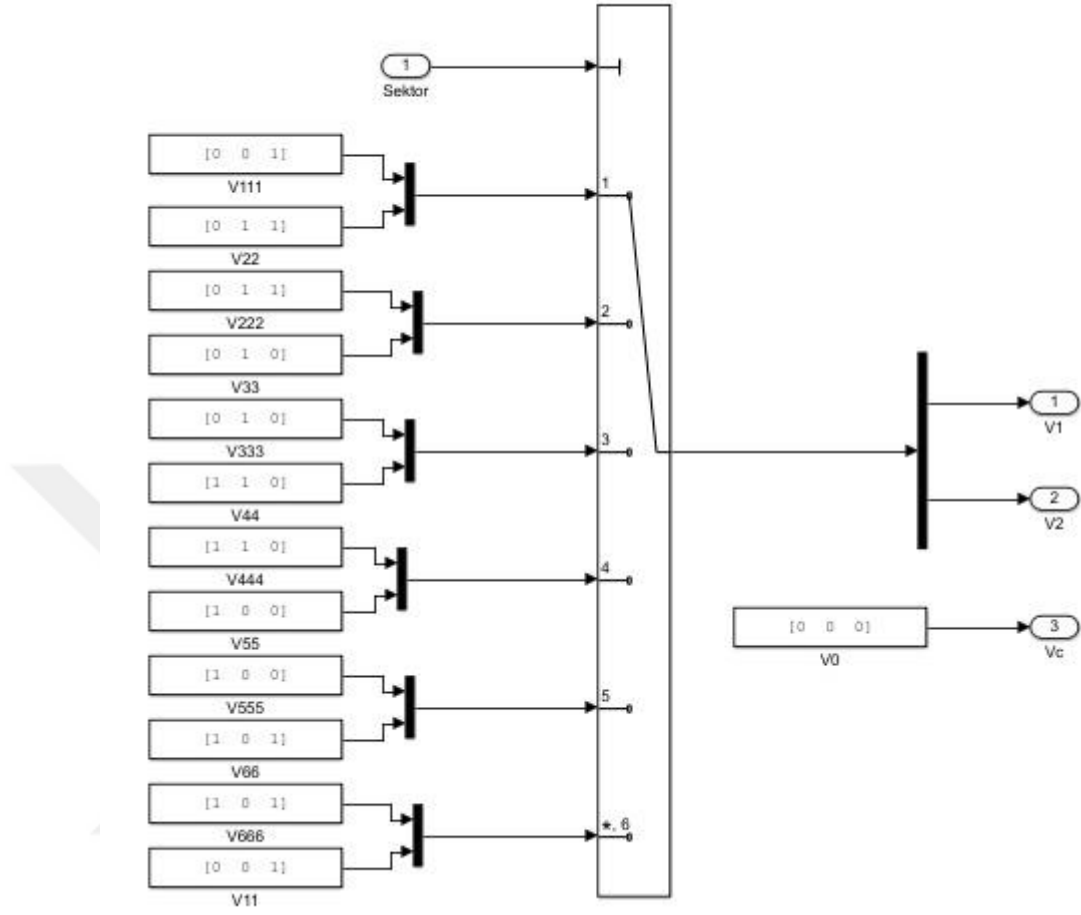 1
Sektor
[0 0 1]
V111
1
[0 1 1]
V22
[0 1 1]
V222
2
[0 1 0]
V33
[0 1 0]
V333
3
[1 1 0]
V44
[1 1 0]
V444
4
[1 0 0]
V55
[1 0 0]
V555
5
[1 0 1]
V66
[1 0 1]
V666
*, 6
[0 0 1]
V11
1
V1
2
V2
[0 0 0]
V0
3
Vc